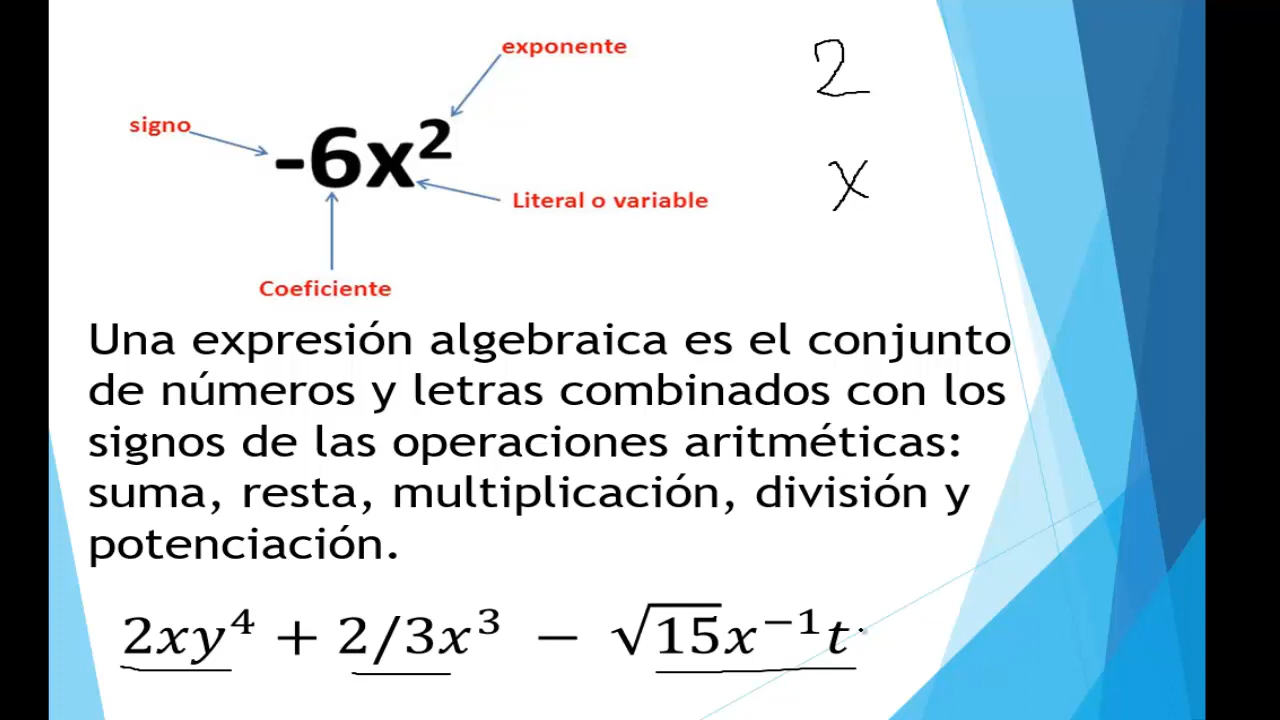 exponente
2
signo
-6x²
x
Literal o variable
Coeficiente
Una expresión algebraica es el conjunto
de números y letras combinados con los
signos de las operaciones aritméticas:
suma, resta, multiplicación, división y
potenciación.
2xy⁴ + 2/3x³ − √15x⁻¹t